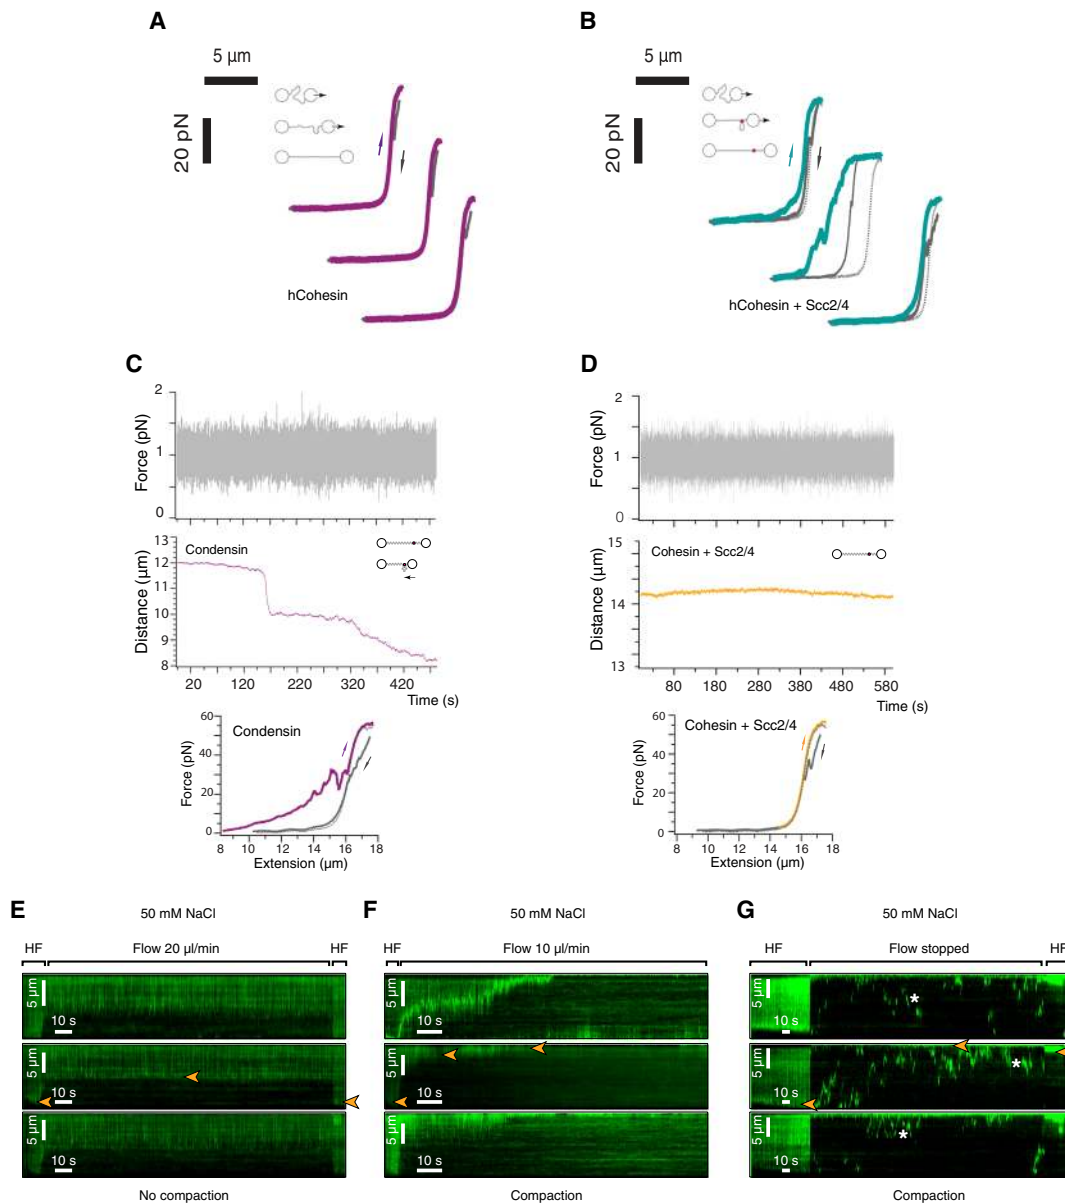 A
5 μm
20 pN
hCohesin
B
5 μm
20 pN
hCohesin + Scc2/4
C
2
1
0
Force (pN)
13
12
11
10
9
8
Distance (μm)
Condensin
20 120 220 320 420
Time (s)
60
40
20
0
Force (pN)
Condensin
8 10 12 14 16 18
Extension (μm)
D
2
1
0
Force (pN)
15
14
13
Distance (μm)
Cohesin + Scc2/4
80 180 280 380 480 580
Time (s)
60
40
20
0
Force (pN)
Cohesin + Scc2/4
8 10 12 14 16 18
Extension (μm)
E
50 mM NaCl
HF Flow 20 μl/min HF
5 μm
10 s
5 μm
10 s
5 μm
10 s
No compaction
F
50 mM NaCl
HF Flow 10 μl/min
5 μm
10 s
5 μm
10 s
5 μm
10 s
Compaction
G
50 mM NaCl
HF Flow stopped HF
5 μm
10 s
*
5 μm
10 s
*
5 μm
10 s
*
Compaction